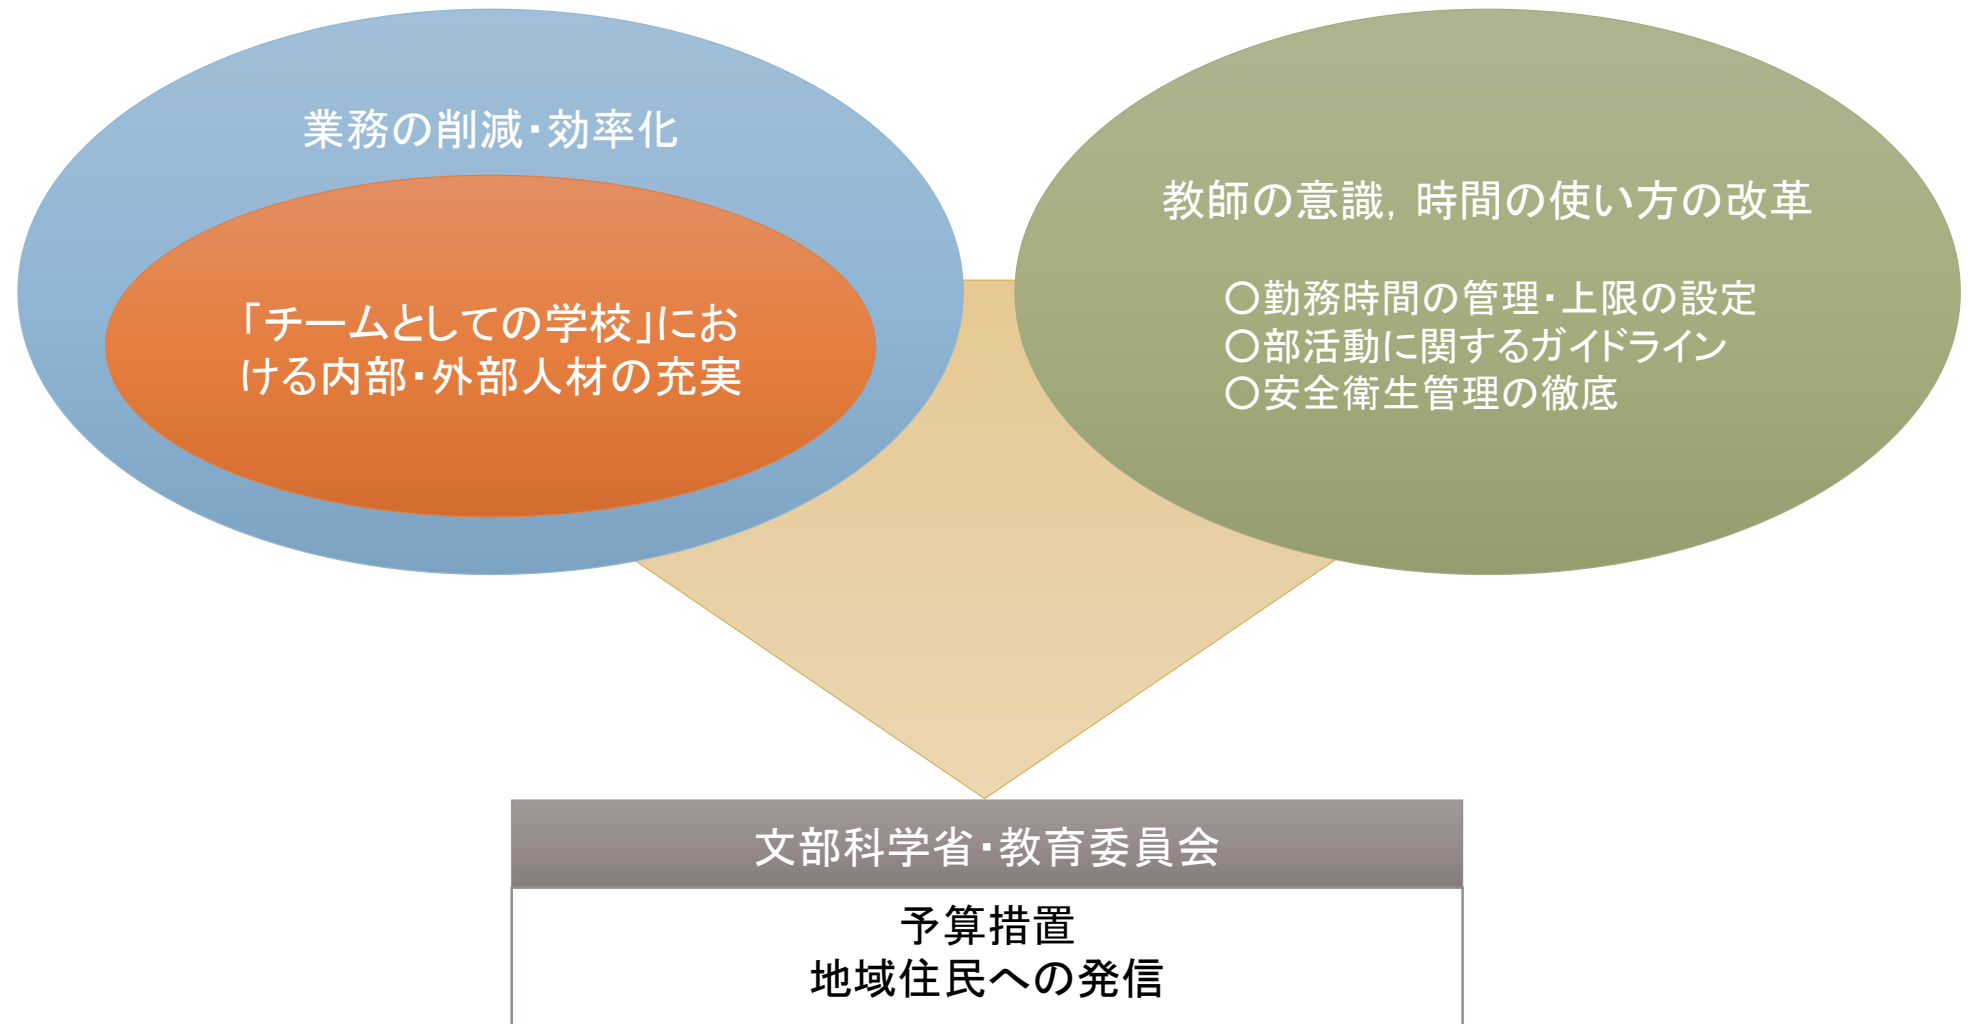 業務の削減・効率化
「チームとしての学校」にお
ける内部・外部人材の充実
教師の意識，時間の使い方の改革
○勤務時間の管理・上限の設定
○部活動に関するガイドライン
○安全衛生管理の徹底
文部科学省・教育委員会
予算措置
地域住民への発信